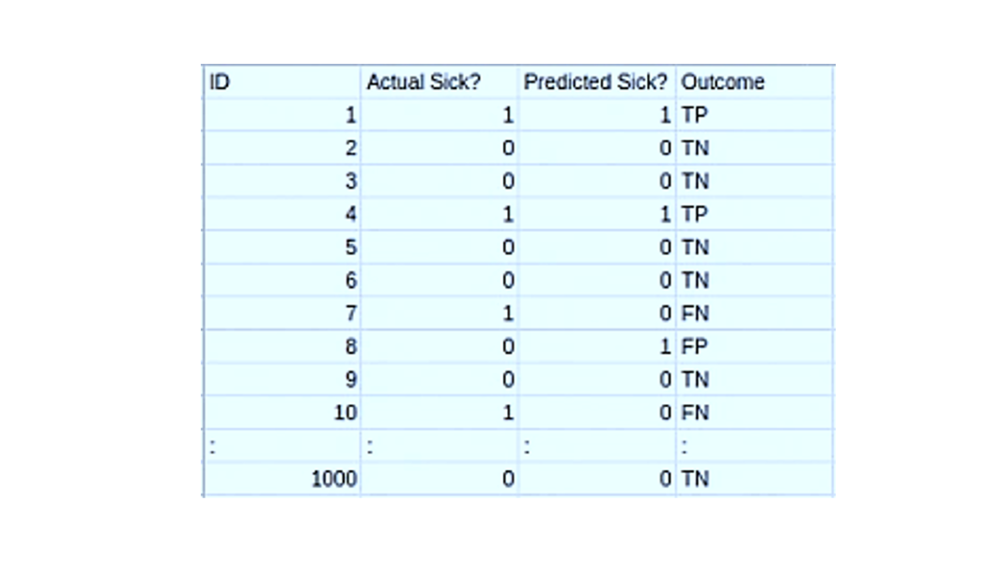 ID Actual Sick? Predicted Sick? Outcome
1 1 1 TP
2 0 0 TN
3 0 0 TN
4 1 1 TP
5 0 0 TN
6 0 0 TN
7 1 0 FN
8 0 1 FP
9 0 0 TN
10 1 0 FN
: : : :
1000 0 0 TN